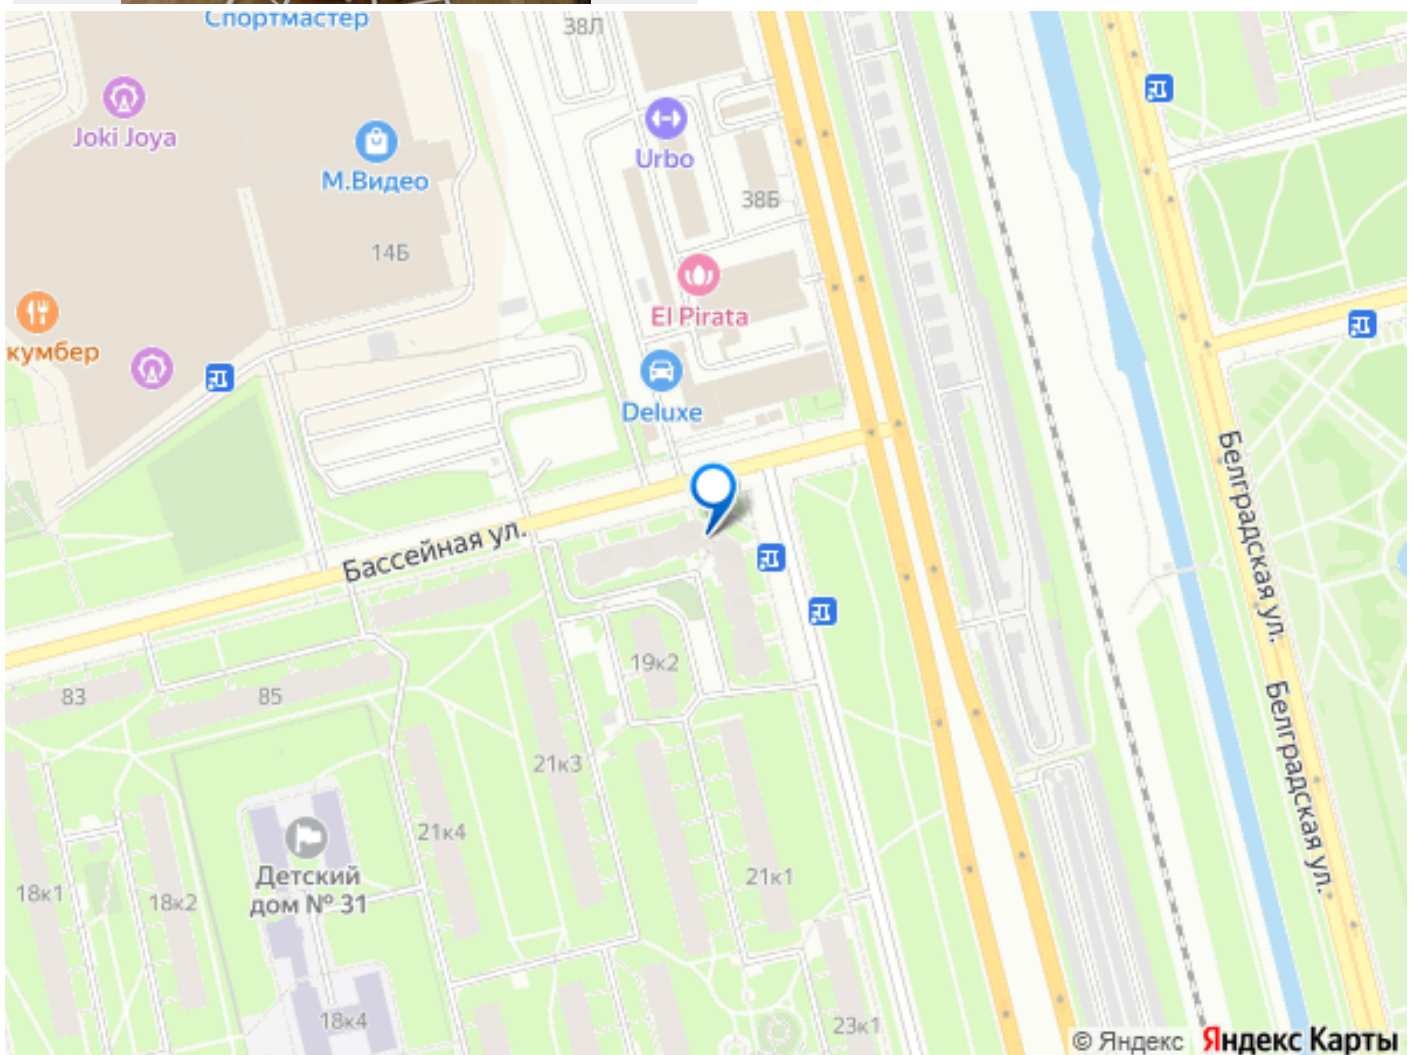 Спортмастер
38Л
Joki Joya
М.Видео
Urbo
38Б
14Б
El Pirata
кумбер
Deluxe
Белградская ул.
Бассейная ул.
19к2
83
85
21к3
Белградская ул.
21к4
21к1
Детский
дом № 31
18к1
18к2
18к4
23к1
© Яндекс
Яндекс Карты